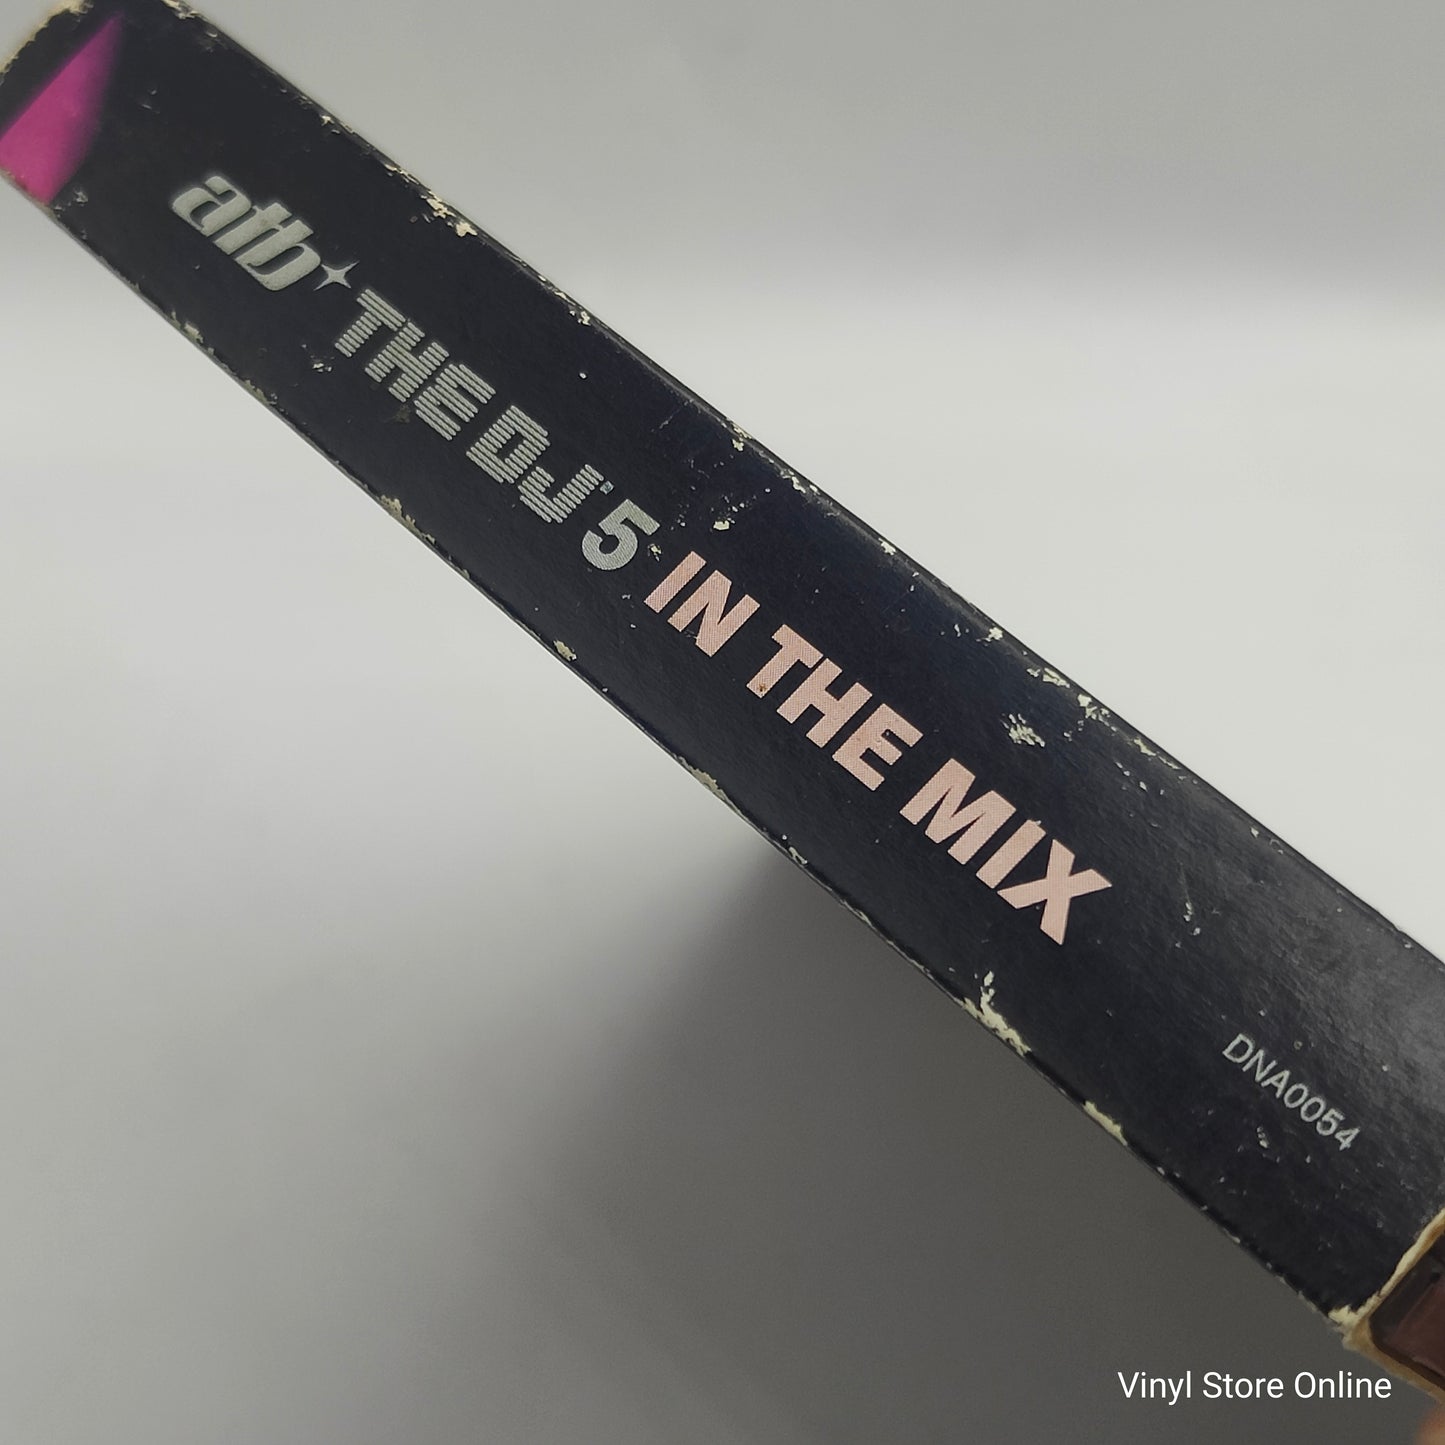 atb THE DJ'5 IN THE MIX
DNA0054
Vinyl Store Online